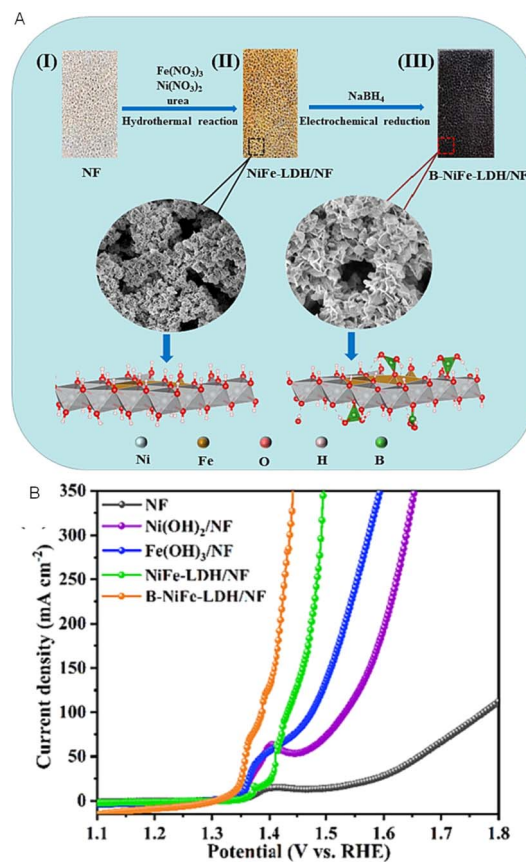 A
(I)
(II)
(III)
Fe(NO₃)₃
Ni(NO₃)₂
urea
Hydrothermal reaction
NaBH₄
Electrochemical reduction
NF
NiFe-LDH/NF
B-NiFe-LDH/NF
Ni
Fe
O
H
B
B
350
300
250
200
150
100
50
0
Current density (mA cm⁻²)
NF
Ni(OH)₂/NF
Fe(OH)₃/NF
NiFe-LDH/NF
B-NiFe-LDH/NF
1.1 1.2 1.3 1.4 1.5 1.6 1.7 1.8
Potential (V vs. RHE)